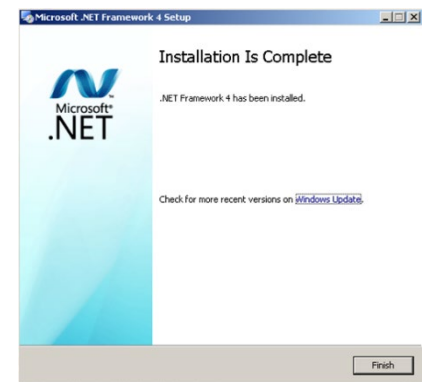 Microsoft .NET Framework 4 Setup
Installation Is Complete
.NET Framework 4 has been installed.
Microsoft®
.NET
Check for more recent versions on Windows Update.
Finish